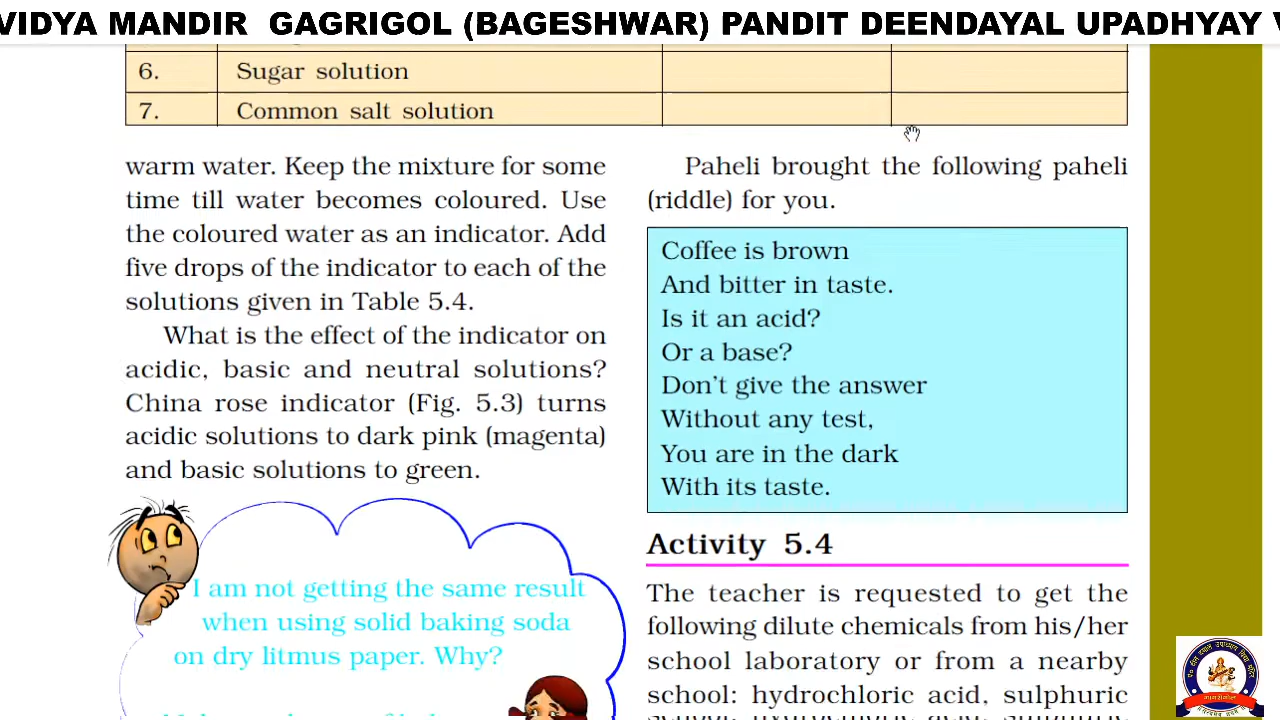 VIDYA MANDIR GAGRIGOL (BAGESHWAR) PANDIT DEENDAYAL UPADHYAY V
6. Sugar solution
7. Common salt solution
warm water. Keep the mixture for some
time till water becomes coloured. Use
the coloured water as an indicator. Add
five drops of the indicator to each of the
solutions given in Table 5.4.
What is the effect of the indicator on
acidic, basic and neutral solutions?
China rose indicator (Fig. 5.3) turns
acidic solutions to dark pink (magenta)
and basic solutions to green.
I am not getting the same result
when using solid baking soda
on dry litmus paper. Why?
Paheli brought the following paheli
(riddle) for you.
Coffee is brown
And bitter in taste.
Is it an acid?
Or a base?
Don't give the answer
Without any test,
You are in the dark
With its taste.
Activity 5.4
The teacher is requested to get the
following dilute chemicals from his/her
school laboratory or from a nearby
school: hydrochloric acid, sulphuric